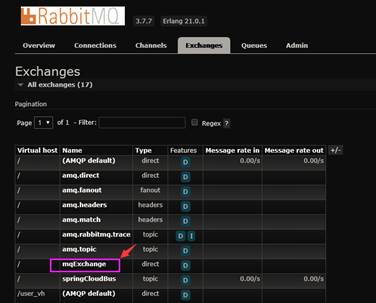 RabbitMQ 3.7.7 Erlang 21.0.1
Overview Connections Channels Exchanges Queues Admin
Exchanges
All exchanges (17)
Pagination
Page 1 of 1 - Filter: Regex ?
Virtual host Name Type Features Message rate in Message rate out +/-
/ (AMQP default) direct D 0.00/s 0.00/s
/ amq.direct direct D
/ amq.fanout fanout D
/ amq.headers headers D
/ amq.match headers D
/ amq.rabbitmq.trace topic D I
/ amq.topic topic D
/ mqExchange direct D
/ springCloudBus topic D 0.00/s 0.00/s
/user_vh (AMQP default) direct D